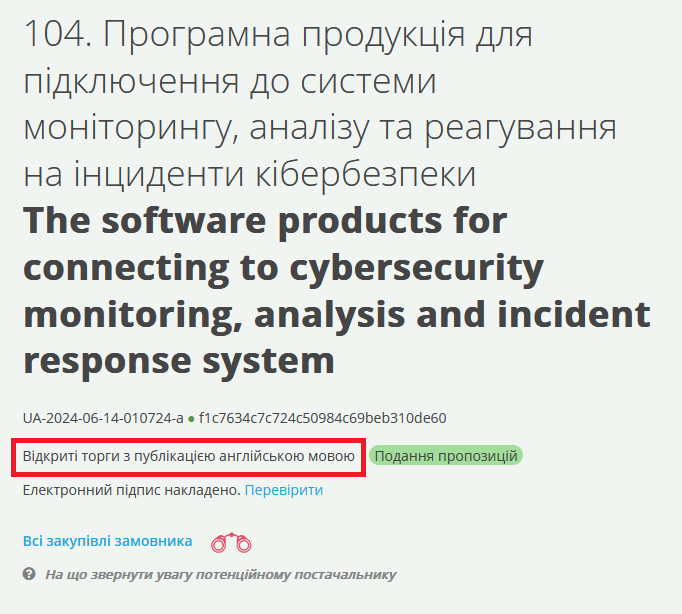 104. Програмна продукція для
підключення до системи
моніторингу, аналізу та реагування
на інциденти кібербезпеки
The software products for
connecting to cybersecurity
monitoring, analysis and incident
response system
UA-2024-06-14-010724-a ● f1c7634c7c724c50984c69beb310de60
Відкриті торги з публікацією англійською мовою Подання пропозицій
Електронний підпис накладено. Перевірити
Всі закупівлі замовника
? На що звернути увагу потенційному постачальнику